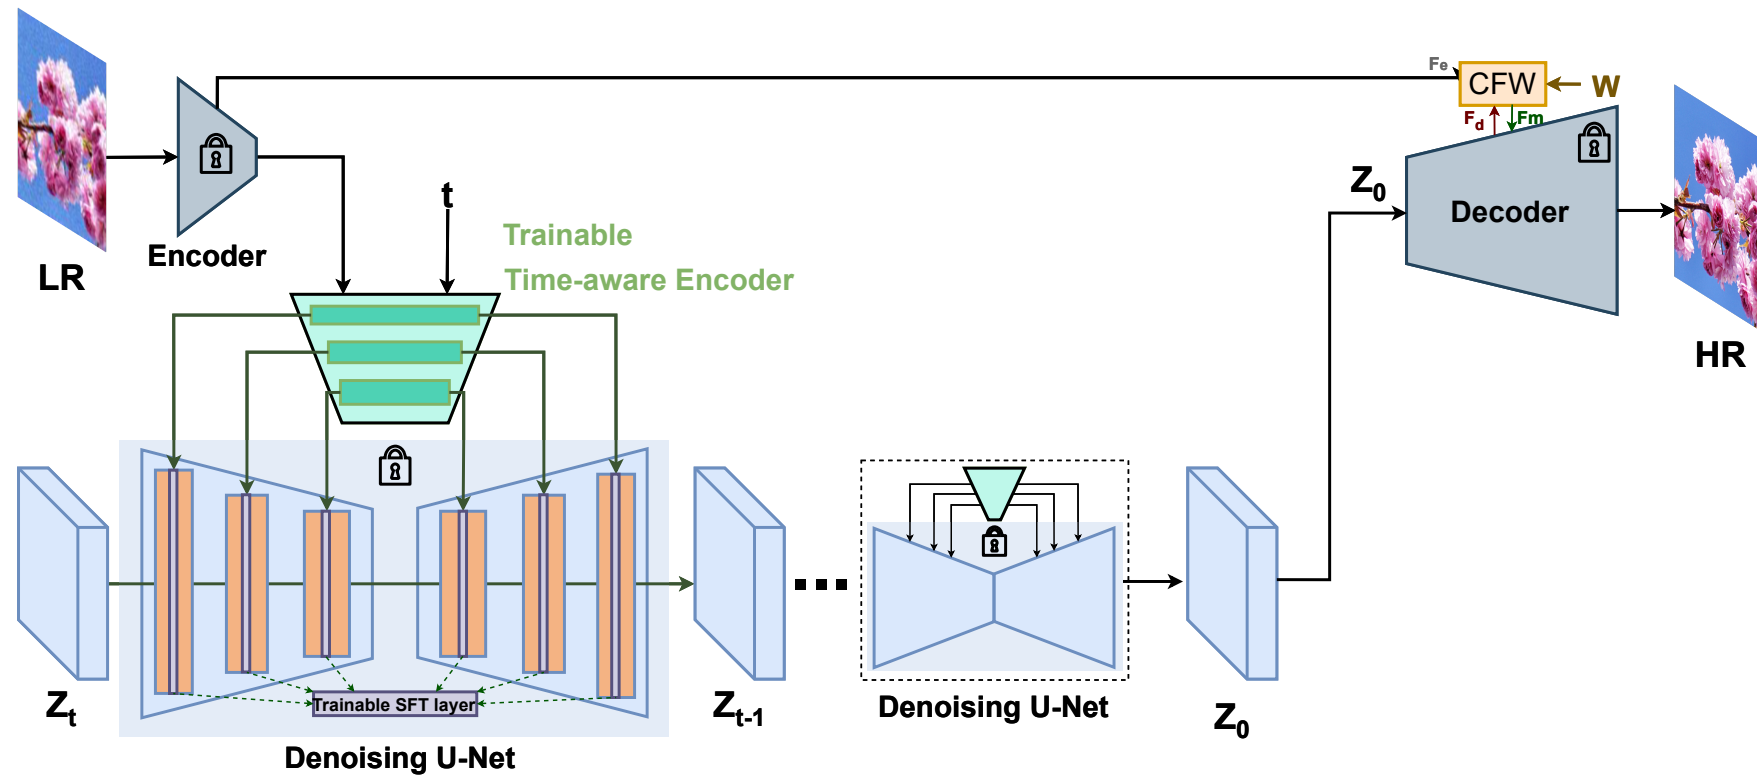 LR
Encoder
t
Trainable
Time-aware Encoder
Fe
CFW
W
Fd
Fm
Z0
Decoder
HR
Zt
Trainable SFT layer
Denoising U-Net
Zt-1
Denoising U-Net
Z0